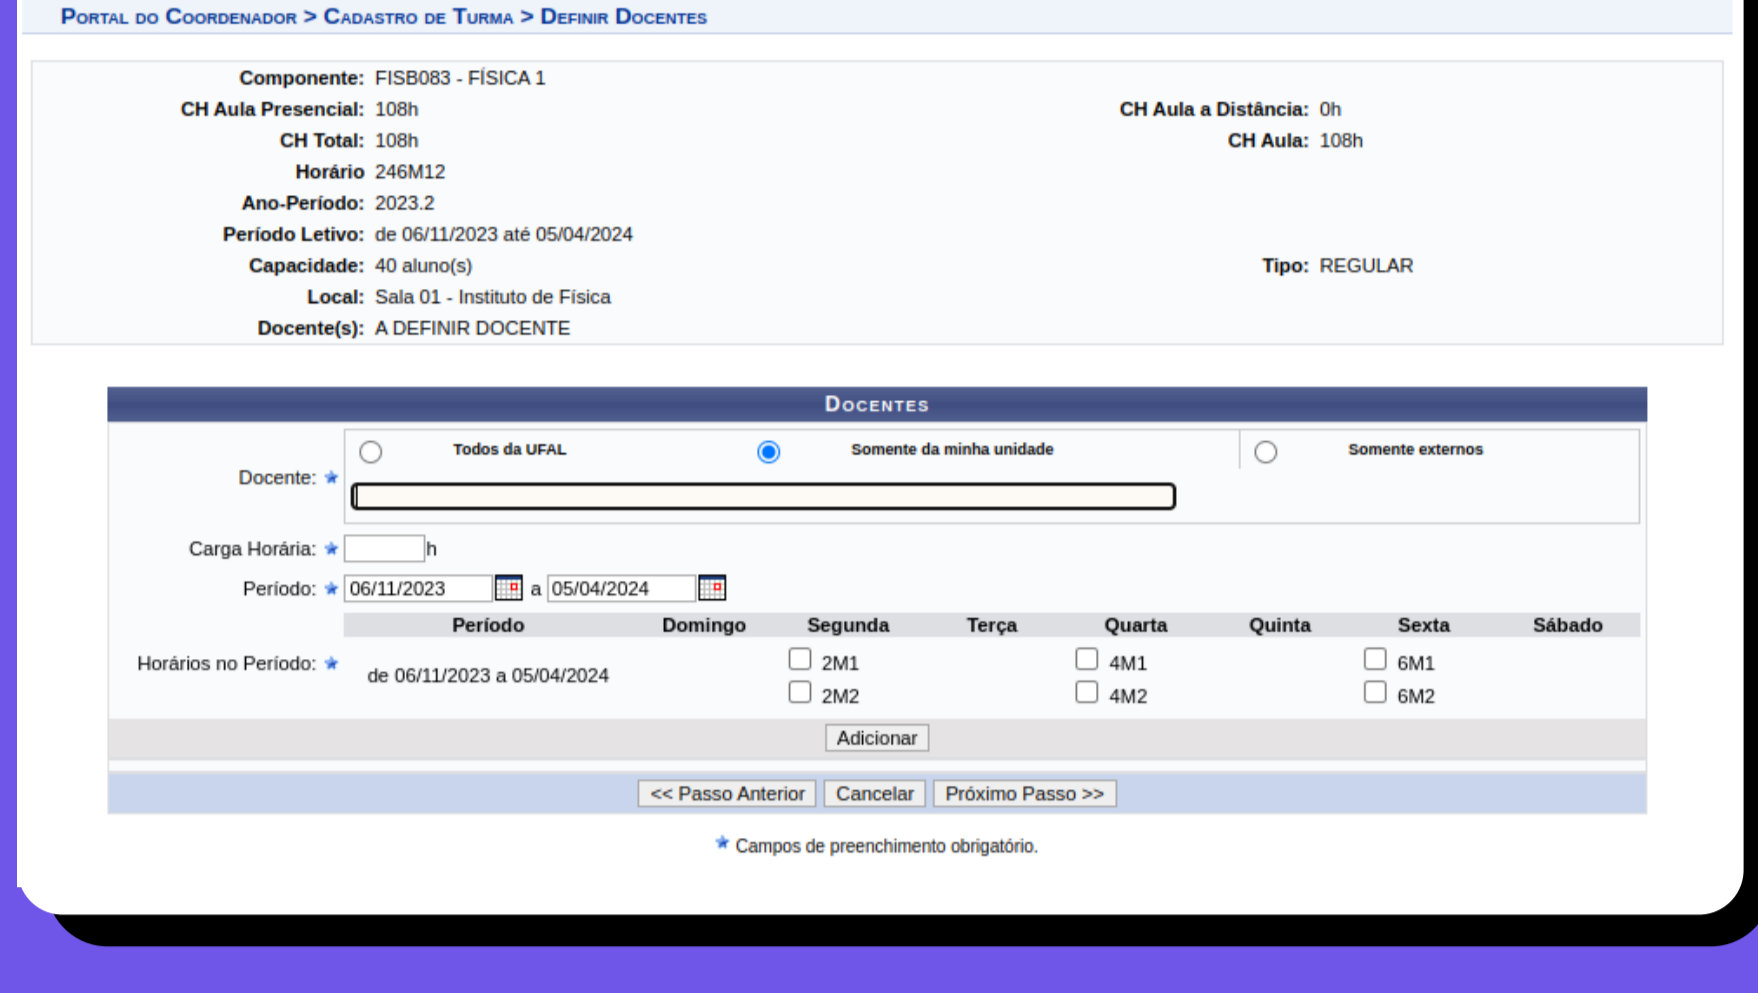 PORTAL DO COORDENADOR > CADASTRO DE TURMA > DEFINIR DOCENTES
Componente: FISB083 - FÍSICA 1
CH Aula Presencial: 108h CH Aula a Distância: 0h
CH Total: 108h CH Aula: 108h
Horário 246M12
Ano-Período: 2023.2
Período Letivo: de 06/11/2023 até 05/04/2024
Capacidade: 40 aluno(s) Tipo: REGULAR
Local: Sala 01 - Instituto de Física
Docente(s): A DEFINIR DOCENTE
DOCENTES
Todos da UFAL Somente da minha unidade Somente externos
Docente:
Carga Horária: h
Período: 06/11/2023 a 05/04/2024
Período Domingo Segunda Terça Quarta Quinta Sexta Sábado
Horários no Período: de 06/11/2023 a 05/04/2024
2M1 4M1 6M1
2M2 4M2 6M2
Adicionar
<< Passo Anterior Cancelar Próximo Passo >>
Campos de preenchimento obrigatório.